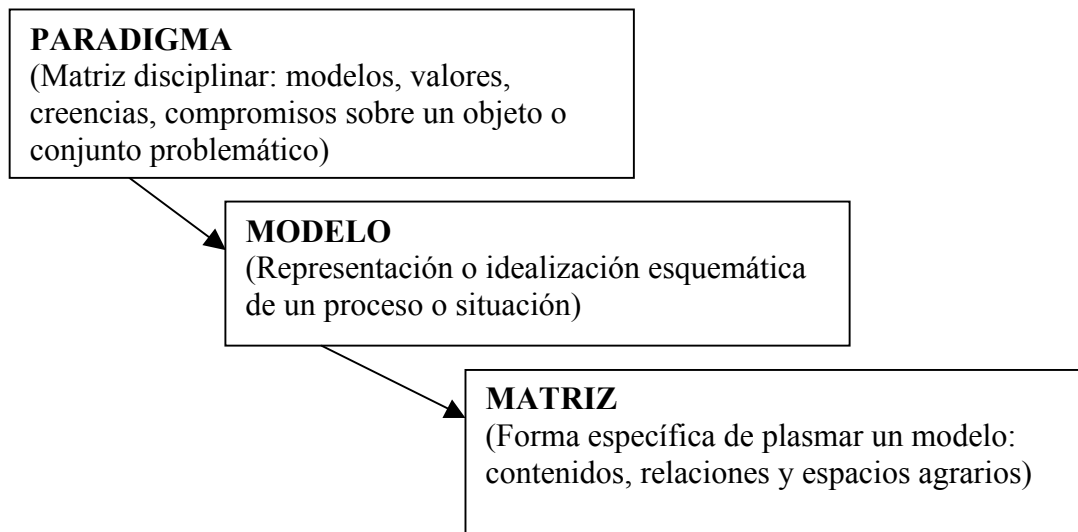 PARADIGMA
(Matriz disciplinar: modelos, valores,
creencias, compromisos sobre un objeto o
conjunto problemático)
MODELO
(Representación o idealización esquemática
de un proceso o situación)
MATRIZ
(Forma específica de plasmar un modelo:
contenidos, relaciones y espacios agrarios)